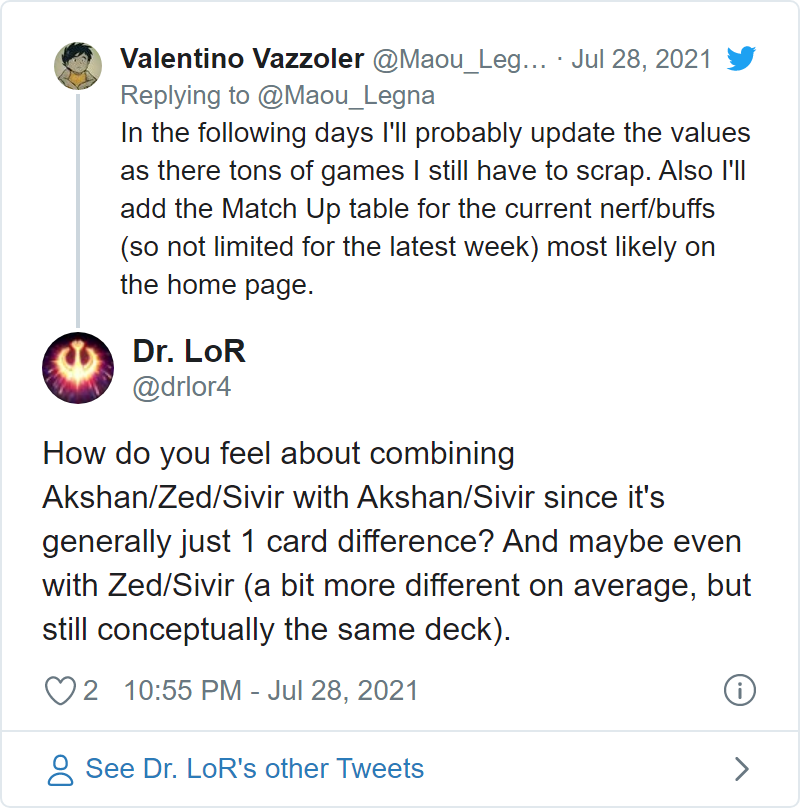 Valentino Vazzoler @Maou_Leg... · Jul 28, 2021
Replying to @Maou_Legna
In the following days I'll probably update the values
as there tons of games I still have to scrap. Also I'll
add the Match Up table for the current nerf/buffs
(so not limited for the latest week) most likely on
the home page.
Dr. LoR
@drlor4
How do you feel about combining
Akshan/Zed/Sivir with Akshan/Sivir since it's
generally just 1 card difference? And maybe even
with Zed/Sivir (a bit more different on average, but
still conceptually the same deck).
2 10:55 PM - Jul 28, 2021
See Dr. LoR's other Tweets